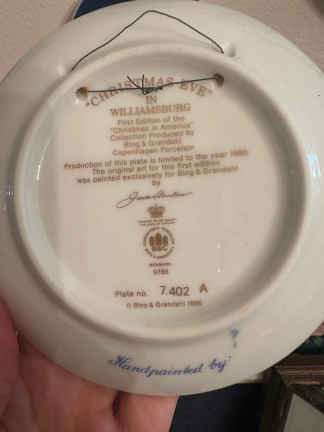 "CHRISTMAS EVE"
IN
WILLIAMSBURG
First Edition of the
"Christmas in America"
Collection Produced by
Bing & Grøndahl
Copenhagen Porcelain
Production of this plate is limited to the year 1986
The original art for this first edition
was painted exclusively for Bing & Grøndahl
by
DENMARK
Plate no. 7.402 A
© Bing & Grøndahl 1986
Handpainted by: